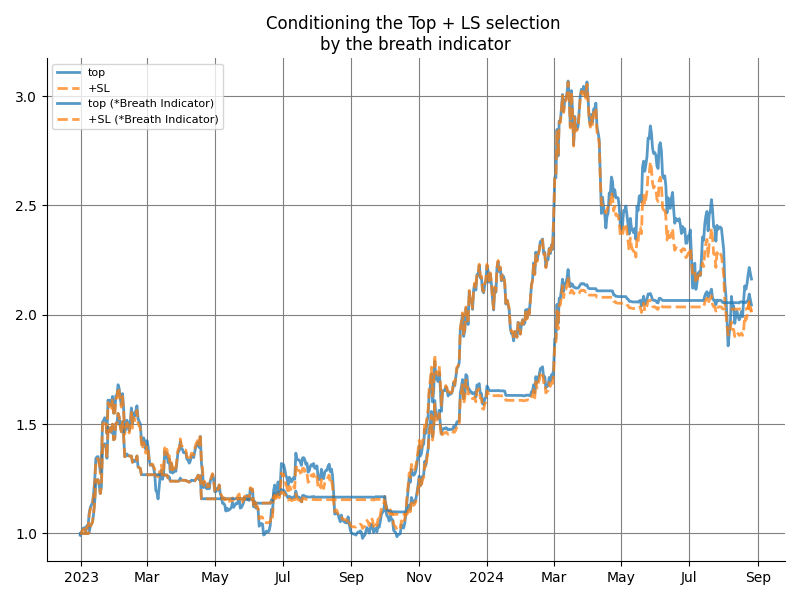 Conditioning the Top + LS selection
by the breath indicator
top
+SL
top (*Breath Indicator)
+SL (*Breath Indicator)
3.0
2.5
2.0
1.5
1.0
2023 Mar May Jul Sep Nov 2024 Mar May Jul Sep